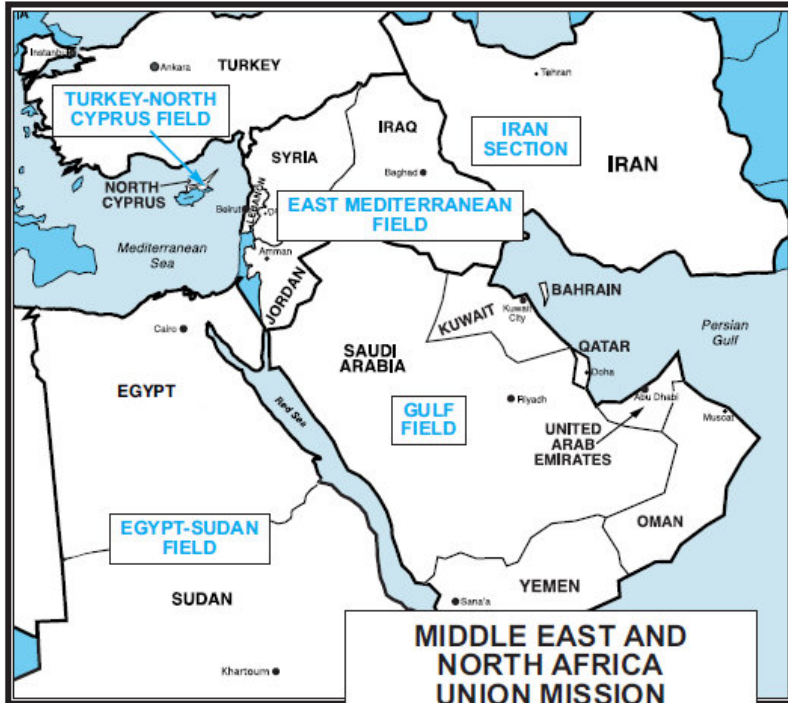 Instanbul
Ankara
TURKEY
Tehran
TURKEY-NORTH
CYPRUS FIELD
IRAQ
IRAN
SECTION
IRAN
SYRIA
Baghad
NORTH
CYPRUS
LEBANON
Beirut
EAST MEDITERRANEAN
FIELD
Mediterranean
Sea
Amman
JORDAN
BAHRAIN
KUWAIT
Kuwait
City
Persian
Gulf
Cairo
SAUDI
ARABIA
QATAR
Doha
EGYPT
Red Sea
GULF
FIELD
Riyadh
Abu Dhabi
Muscat
UNITED
ARAB
EMIRATES
EGYPT-SUDAN
FIELD
OMAN
YEMEN
SUDAN
Sana'a
Khartoum
MIDDLE EAST AND
NORTH AFRICA
UNION MISSION